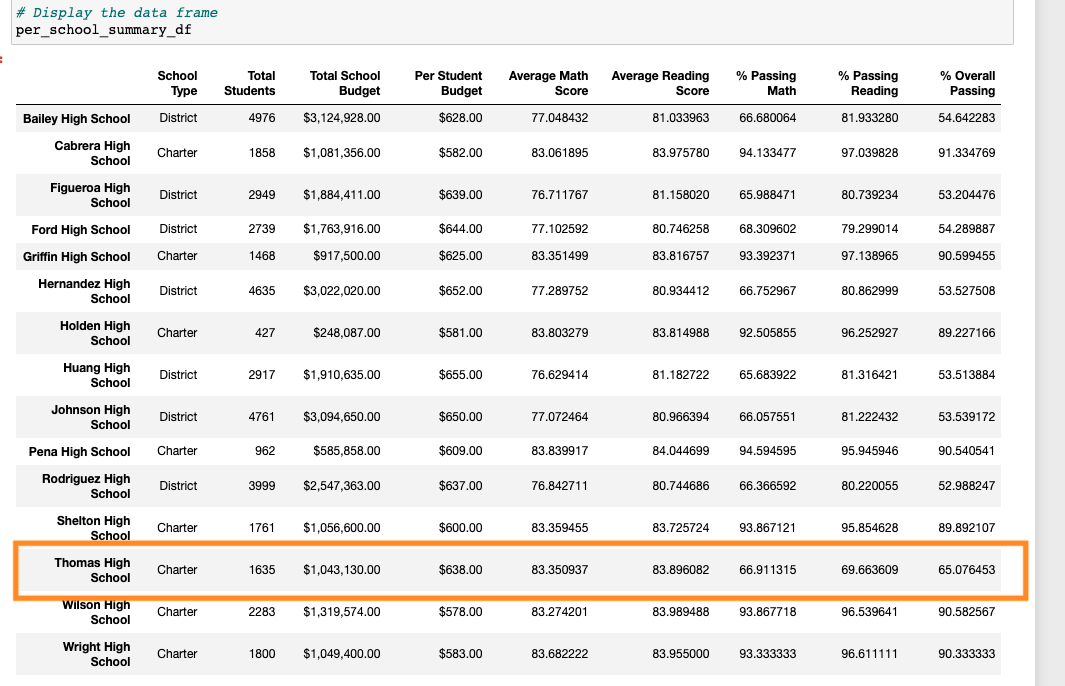 # Display the data frame
per_school_summary_df
School Type Total Students Total School Budget Per Student Budget Average Math Score Average Reading Score % Passing Math % Passing Reading % Overall Passing
Bailey High School District 4976 $3,124,928.00 $628.00 77.048432 81.033963 66.680064 81.933280 54.642283
Cabrera High School Charter 1858 $1,081,356.00 $582.00 83.061895 83.975780 94.133477 97.039828 91.334769
Figueroa High School District 2949 $1,884,411.00 $639.00 76.711767 81.158020 65.988471 80.739234 53.204476
Ford High School District 2739 $1,763,916.00 $644.00 77.102592 80.746258 68.309602 79.299014 54.289887
Griffin High School Charter 1468 $917,500.00 $625.00 83.351499 83.816757 93.392371 97.138965 90.599455
Hernandez High School District 4635 $3,022,020.00 $652.00 77.289752 80.934412 66.752967 80.862999 53.527508
Holden High School Charter 427 $248,087.00 $581.00 83.803279 83.814988 92.505855 96.252927 89.227166
Huang High School District 2917 $1,910,635.00 $655.00 76.629414 81.182722 65.683922 81.316421 53.513884
Johnson High School District 4761 $3,094,650.00 $650.00 77.072464 80.966394 66.057551 81.222432 53.539172
Pena High School Charter 962 $585,858.00 $609.00 83.839917 84.044699 94.594595 95.945946 90.540541
Rodriguez High School District 3999 $2,547,363.00 $637.00 76.842711 80.744686 66.366592 80.220055 52.988247
Shelton High School Charter 1761 $1,056,600.00 $600.00 83.359455 83.725724 93.867121 95.854628 89.892107
Thomas High School Charter 1635 $1,043,130.00 $638.00 83.350937 83.896082 66.911315 69.663609 65.076453
Wilson High School Charter 2283 $1,319,574.00 $578.00 83.274201 83.989488 93.867718 96.539641 90.582567
Wright High School Charter 1800 $1,049,400.00 $583.00 83.682222 83.955000 93.333333 96.611111 90.333333